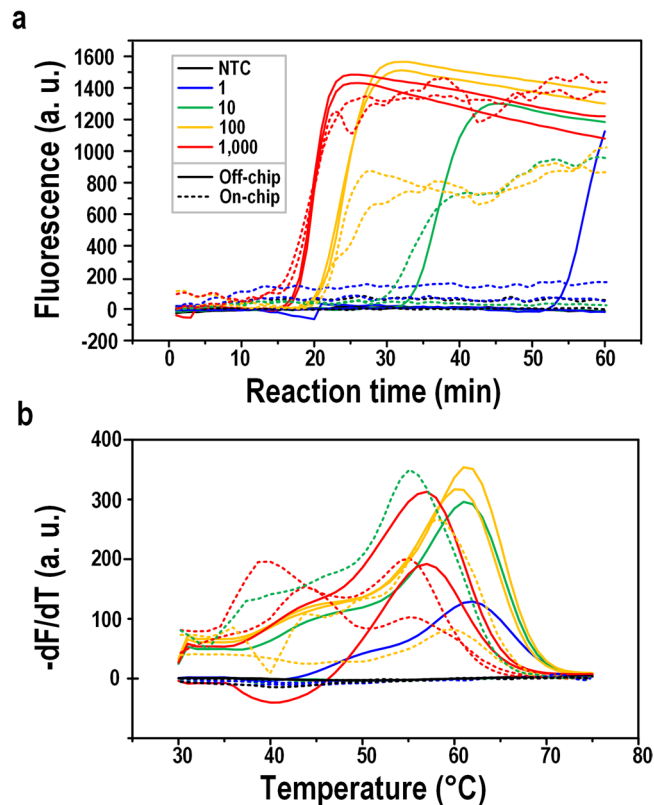 a
1600
1400
1200
1000
800
600
400
200
0
-200
Fluorescence (a. u.)
NTC
1
10
100
1,000
Off-chip
On-chip
0 10 20 30 40 50 60
Reaction time (min)
b
400
300
200
100
0
-dF/dT (a. u.)
30 40 50 60 70 80
Temperature (°C)